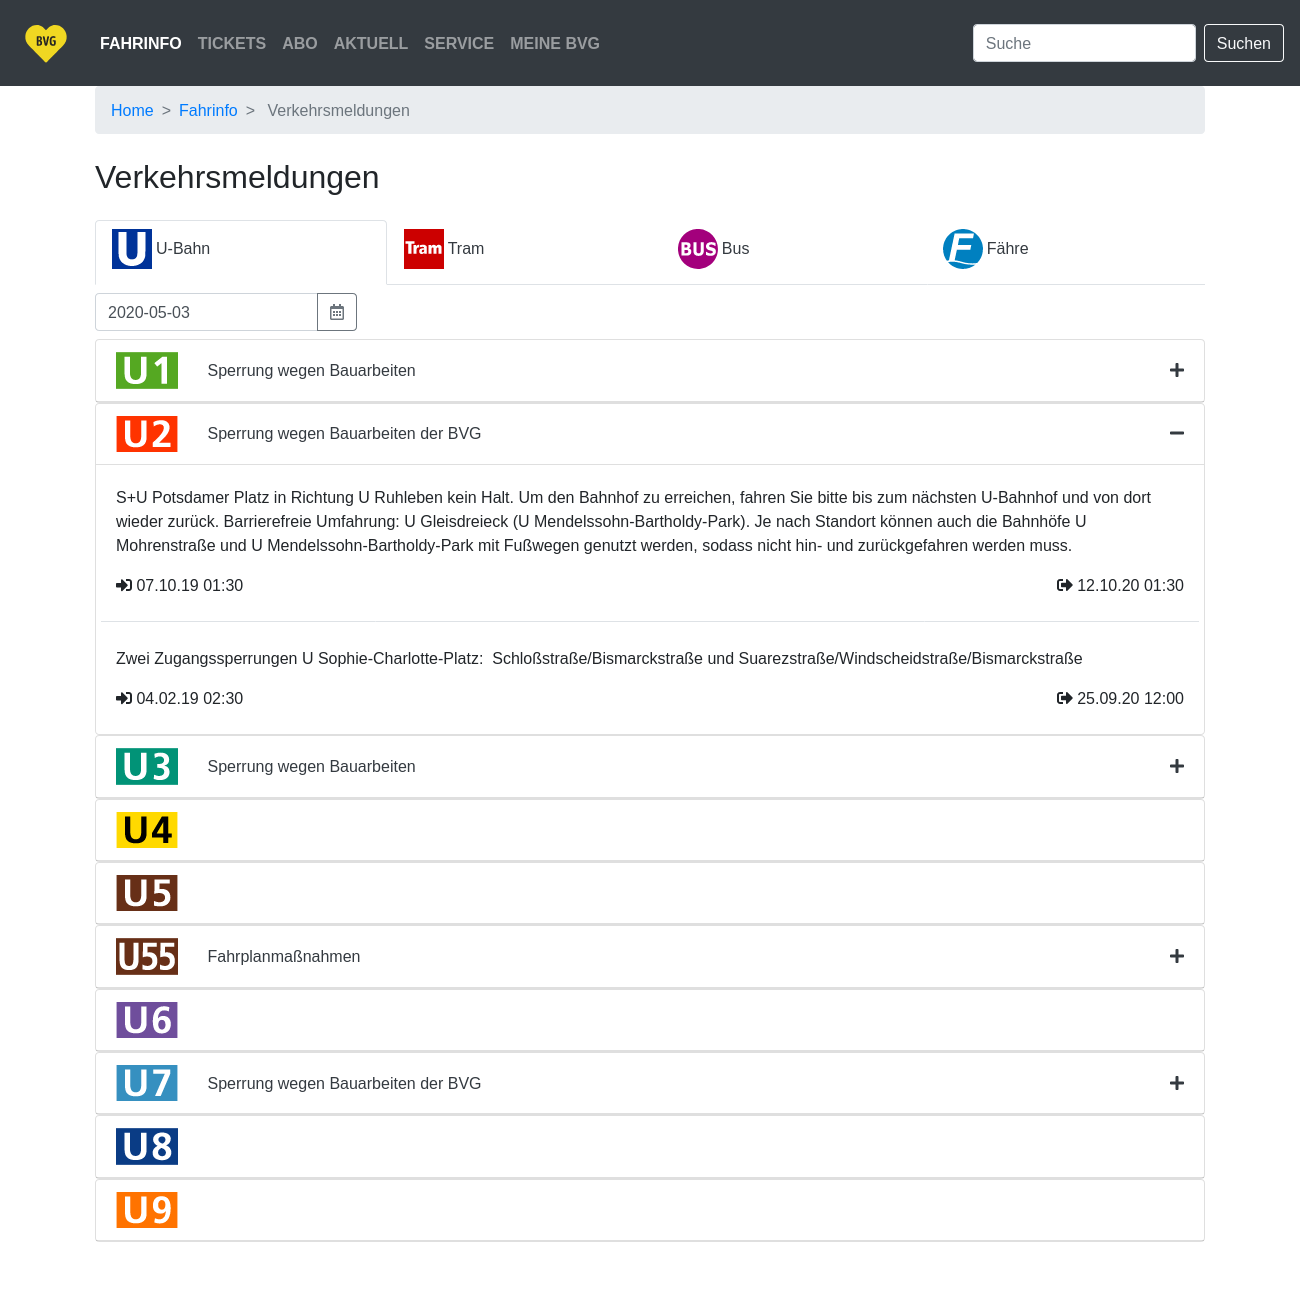 BVG FAHRINFO TICKETS ABO AKTUELL SERVICE MEINE BVG Suche Suchen
Home > Fahrinfo > Verkehrsmeldungen
Verkehrsmeldungen
U U-Bahn Tram Tram BUS Bus F Fähre
2020-05-03
U1 Sperrung wegen Bauarbeiten
U2 Sperrung wegen Bauarbeiten der BVG
S+U Potsdamer Platz in Richtung U Ruhleben kein Halt. Um den Bahnhof zu erreichen, fahren Sie bitte bis zum nächsten U-Bahnhof und von dort
wieder zurück. Barrierefreie Umfahrung: U Gleisdreieck (U Mendelssohn-Bartholdy-Park). Je nach Standort können auch die Bahnhöfe U
Mohrenstraße und U Mendelssohn-Bartholdy-Park mit Fußwegen genutzt werden, sodass nicht hin- und zurückgefahren werden muss.
07.10.19 01:30 12.10.20 01:30
Zwei Zugangssperrungen U Sophie-Charlotte-Platz:  Schloßstraße/Bismarckstraße und Suarezstraße/Windscheidstraße/Bismarckstraße
04.02.19 02:30 25.09.20 12:00
U3 Sperrung wegen Bauarbeiten
U4
U5
U55 Fahrplanmaßnahmen
U6
U7 Sperrung wegen Bauarbeiten der BVG
U8
U9